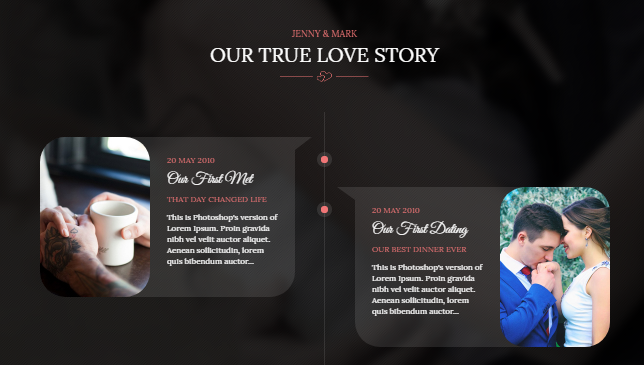 JENNY & MARK
OUR TRUE LOVE STORY
20 MAY 2010
Our First Met
THAT DAY CHANGED LIFE
This is Photoshop's version of
Lorem Ipsum. Proin gravida
nibh vel velit auctor aliquet.
Aenean sollicitudin, lorem
quis bibendum auctor...
20 MAY 2010
Our First Dating
OUR BEST DINNER EVER
This is Photoshop's version of
Lorem Ipsum. Proin gravida
nibh vel velit auctor aliquet.
Aenean sollicitudin, lorem
quis bibendum auctor...